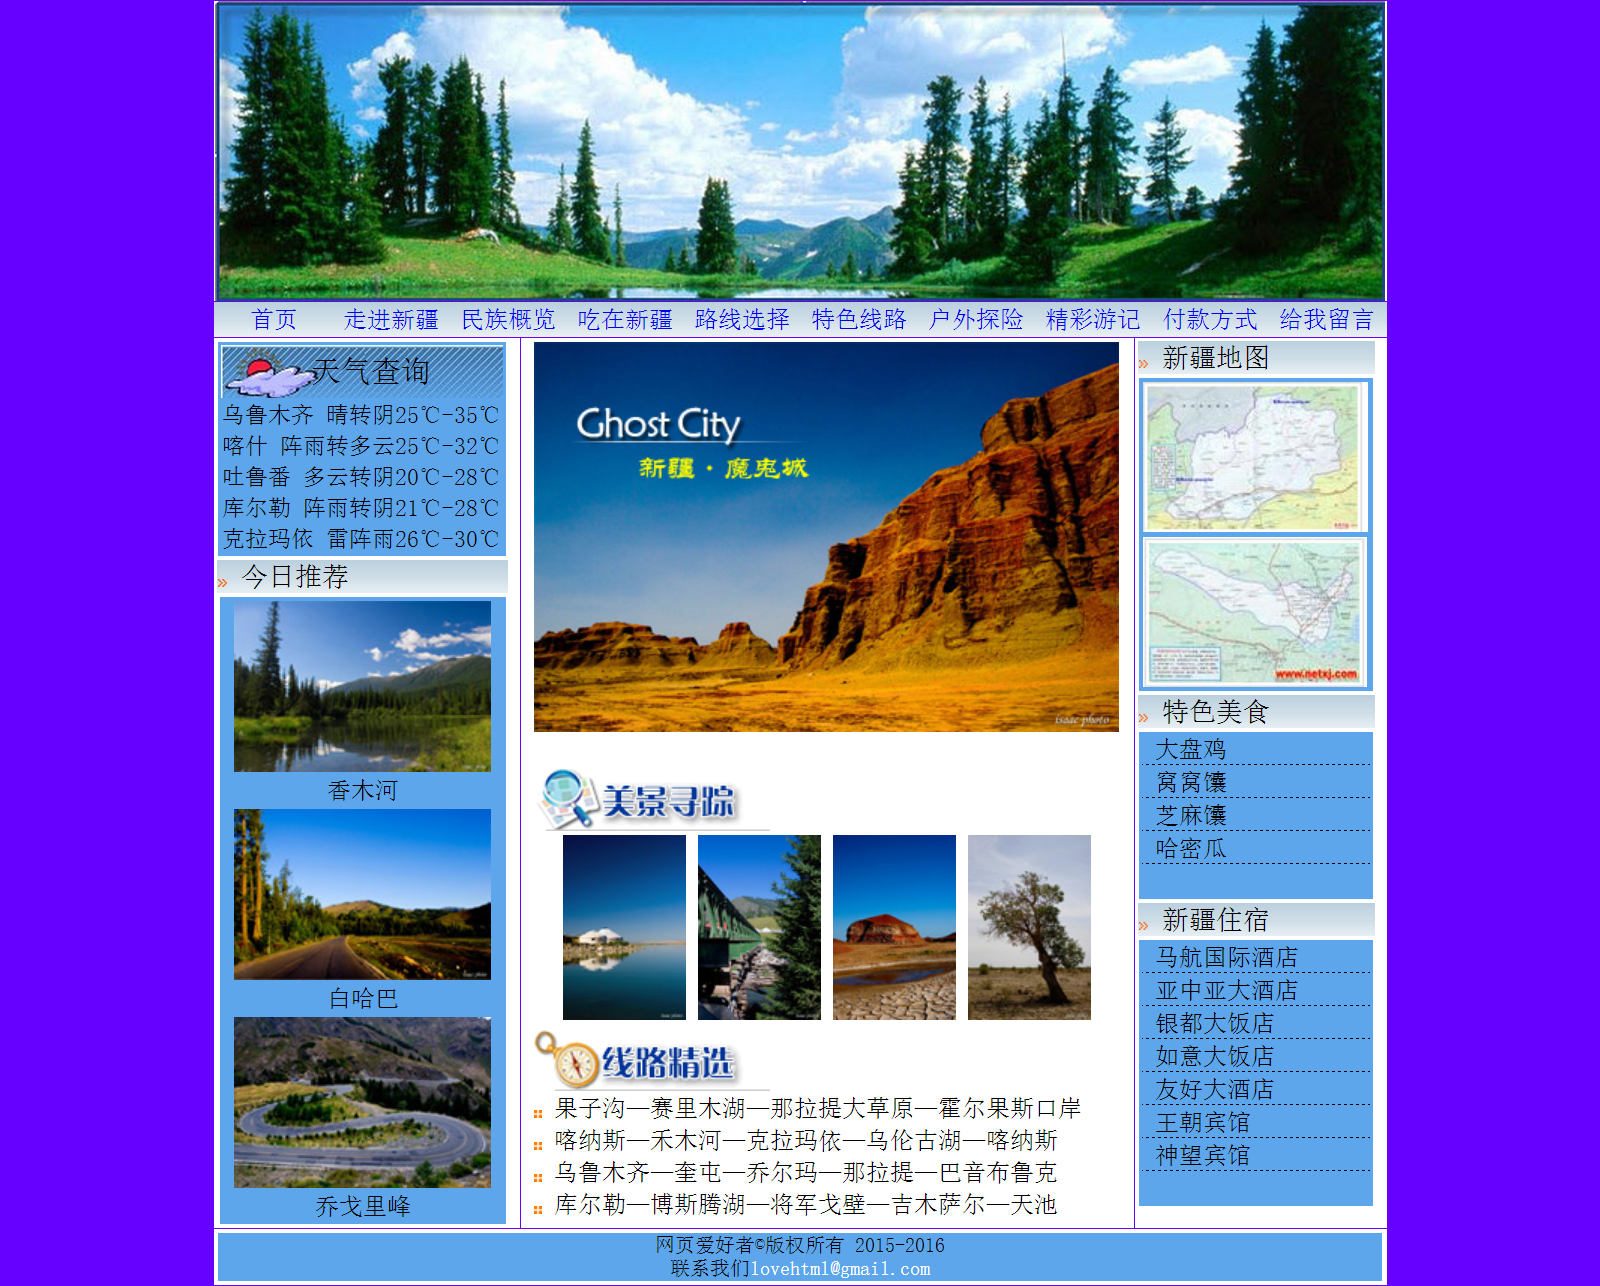 首页 走进新疆 民族概览 吃在新疆 路线选择 特色线路 户外探险 精彩游记 付款方式 给我留言
天气查询
乌鲁木齐 晴转阴25℃-35℃
喀什 阵雨转多云25℃-32℃
吐鲁番 多云转阴20℃-28℃
库尔勒 阵雨转阴21℃-28℃
克拉玛依 雷阵雨26℃-30℃
今日推荐
香木河
白哈巴
乔戈里峰
Ghost City
新疆·魔鬼城
isaac photo
美景寻踪
线路精选
果子沟—赛里木湖—那拉提大草原—霍尔果斯口岸
喀纳斯—禾木河—克拉玛依—乌伦古湖—喀纳斯
乌鲁木齐—奎屯—乔尔玛—那拉提—巴音布鲁克
库尔勒—博斯腾湖—将军戈壁—吉木萨尔—天池
新疆地图
www.netxj.com
特色美食
大盘鸡
窝窝馕
芝麻馕
哈密瓜
新疆住宿
马航国际酒店
亚中亚大酒店
银都大饭店
如意大饭店
友好大酒店
王朝宾馆
神望宾馆
网页爱好者©版权所有 2015-2016
联系我们lovehtml@gmail.com